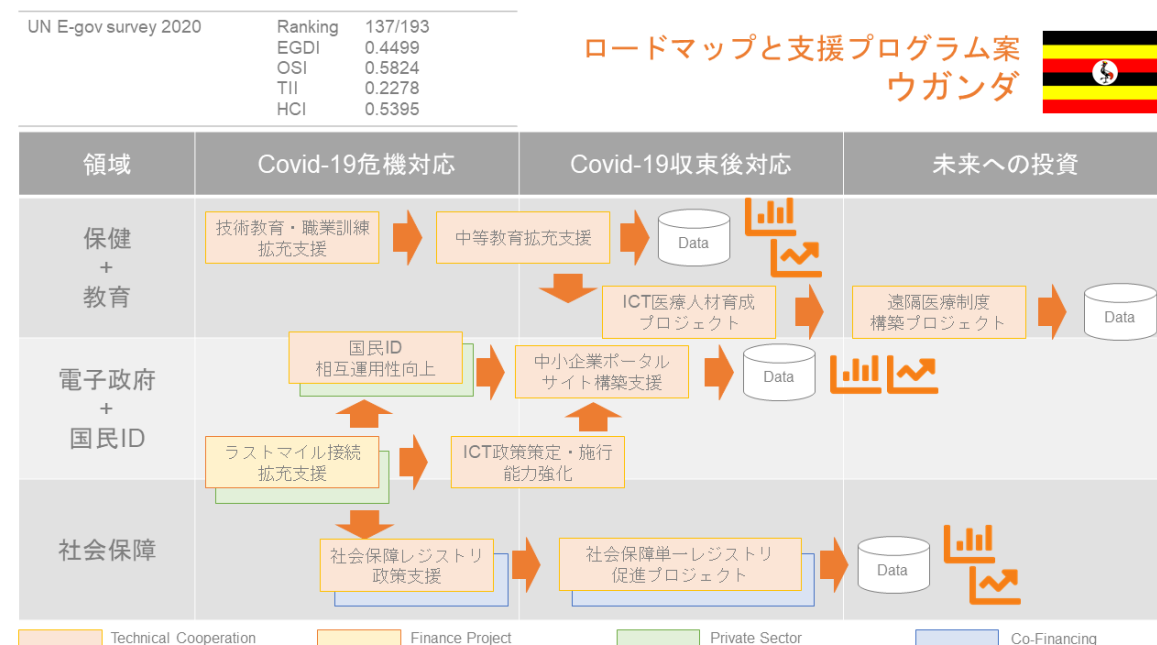 UN E-gov survey 2020 Ranking 137/193
EGDI 0.4499
OSI 0.5824
TII 0.2278
HCI 0.5395
ロードマップと支援プログラム案
ウガンダ
領域 Covid-19危機対応 Covid-19収束後対応 未来への投資
保健
+
教育
技術教育・職業訓練
拡充支援
中等教育拡充支援
Data
ICT医療人材育成
プロジェクト
遠隔医療制度
構築プロジェクト
Data
電子政府
+
国民ID
国民ID
相互運用性向上
中小企業ポータル
サイト構築支援
Data
ラストマイル接続
拡充支援
ICT政策策定・施行
能力強化
社会保障
社会保障レジストリ
政策支援
社会保障単一レジストリ
促進プロジェクト
Data
Technical Cooperation Finance Project Private Sector Co-Financing